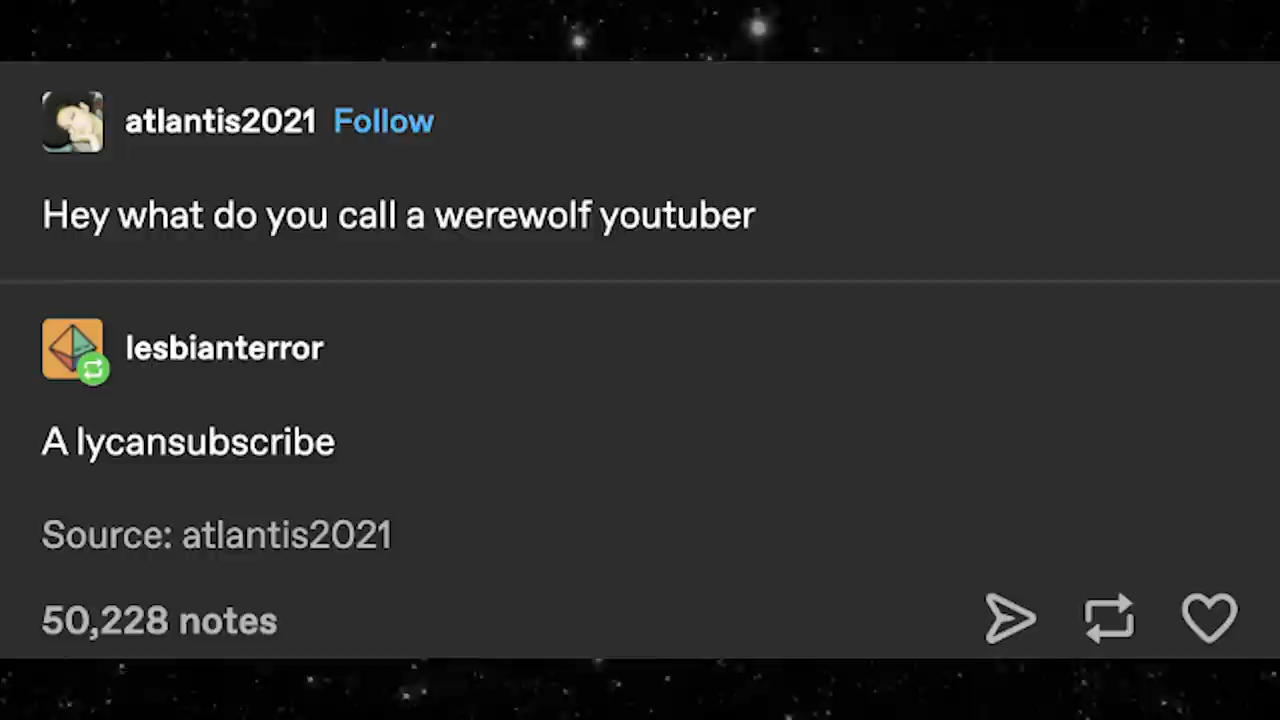 atlantis2021 Follow
Hey what do you call a werewolf youtuber
lesbianterror
A lycansubscribe
Source: atlantis2021
50,228 notes